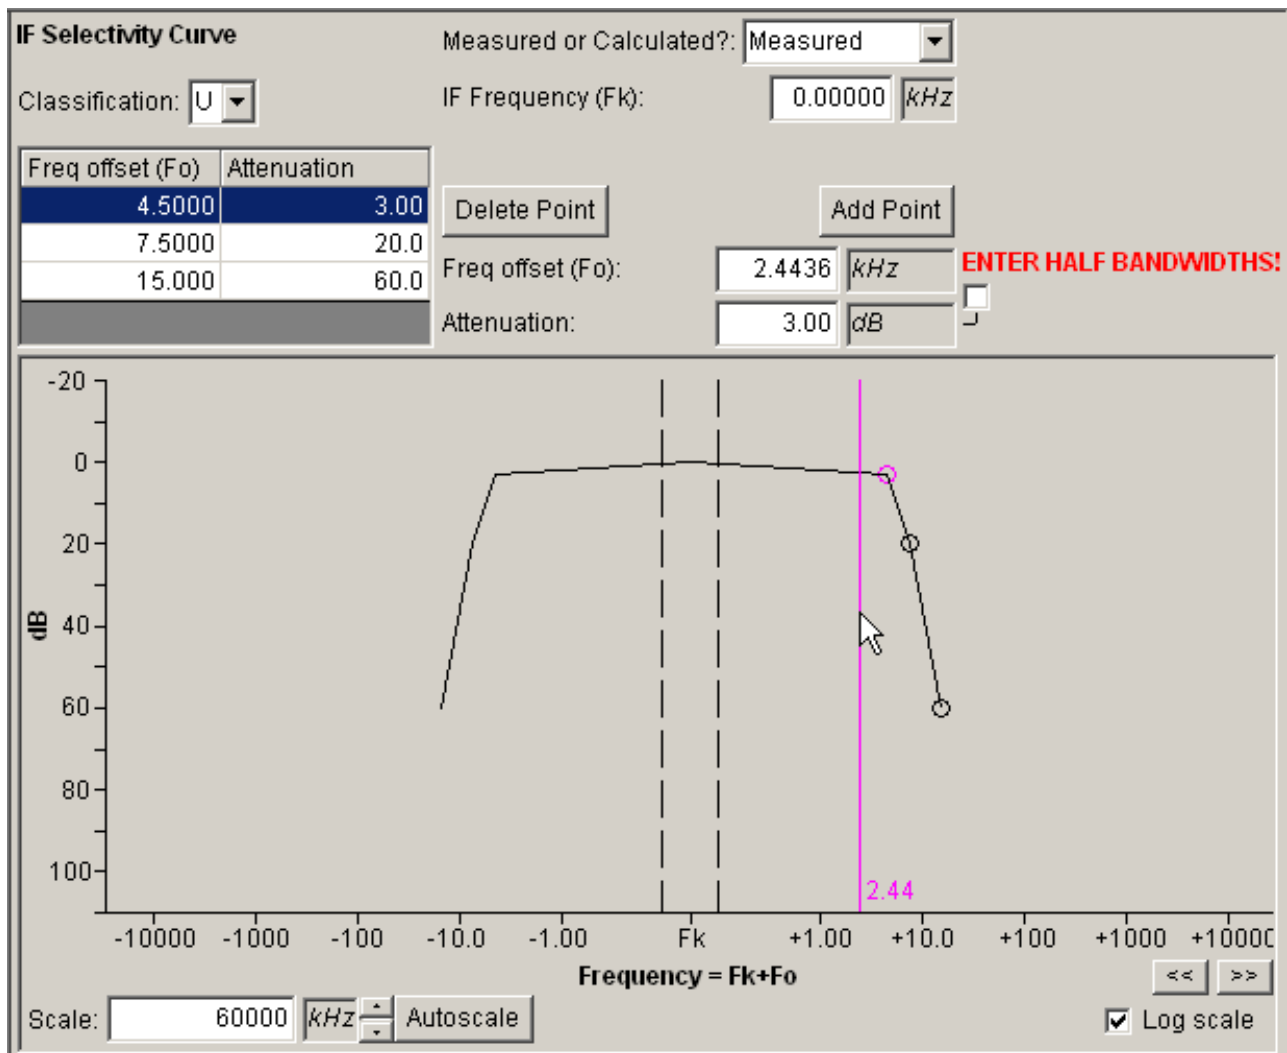 IF Selectivity Curve
Measured or Calculated?: Measured
Classification: U
IF Frequency (Fk): 0.00000 kHz
Freq offset (Fo) Attenuation
4.5000 3.00
7.5000 20.0
15.000 60.0
Delete Point Add Point
Freq offset (Fo): 2.4436 kHz ENTER HALF BANDWIDTHS!
Attenuation: 3.00 dB
-20
0
20
40
60
80
100
dB
2.44
-10000 -1000 -100 -10.0 -1.00 Fk +1.00 +10.0 +100 +1000 +1000
Frequency = Fk+Fo
<< >>
Scale: 60000 kHz Autoscale Log scale